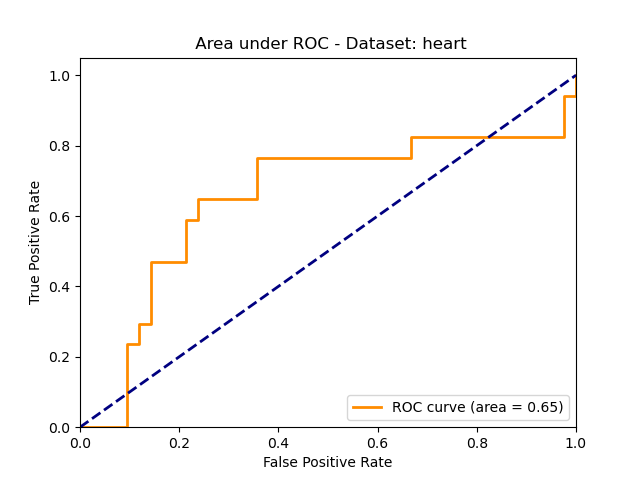 Area under ROC - Dataset: heart
True Positive Rate
1.0
0.8
0.6
0.4
0.2
0.0
ROC curve (area = 0.65)
0.0 0.2 0.4 0.6 0.8 1.0
False Positive Rate